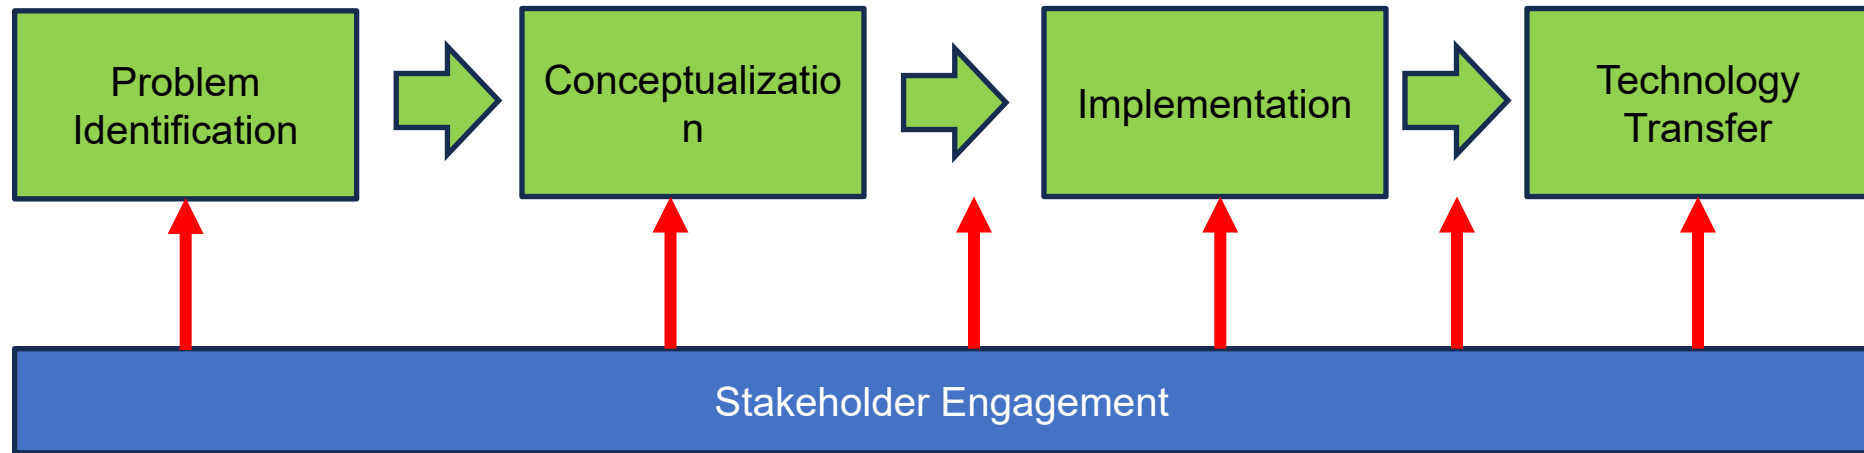 Problem
Identification
Conceptualizatio
n
Implementation
Technology
Transfer
Stakeholder Engagement